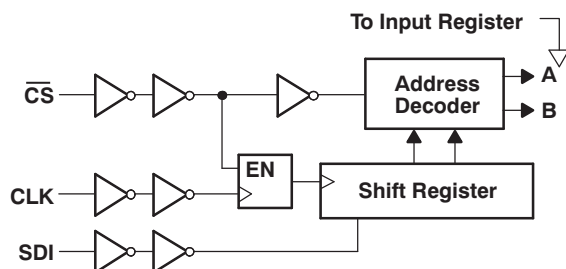 To Input Register
CS
Address
Decoder
A
B
EN
CLK
Shift Register
SDI